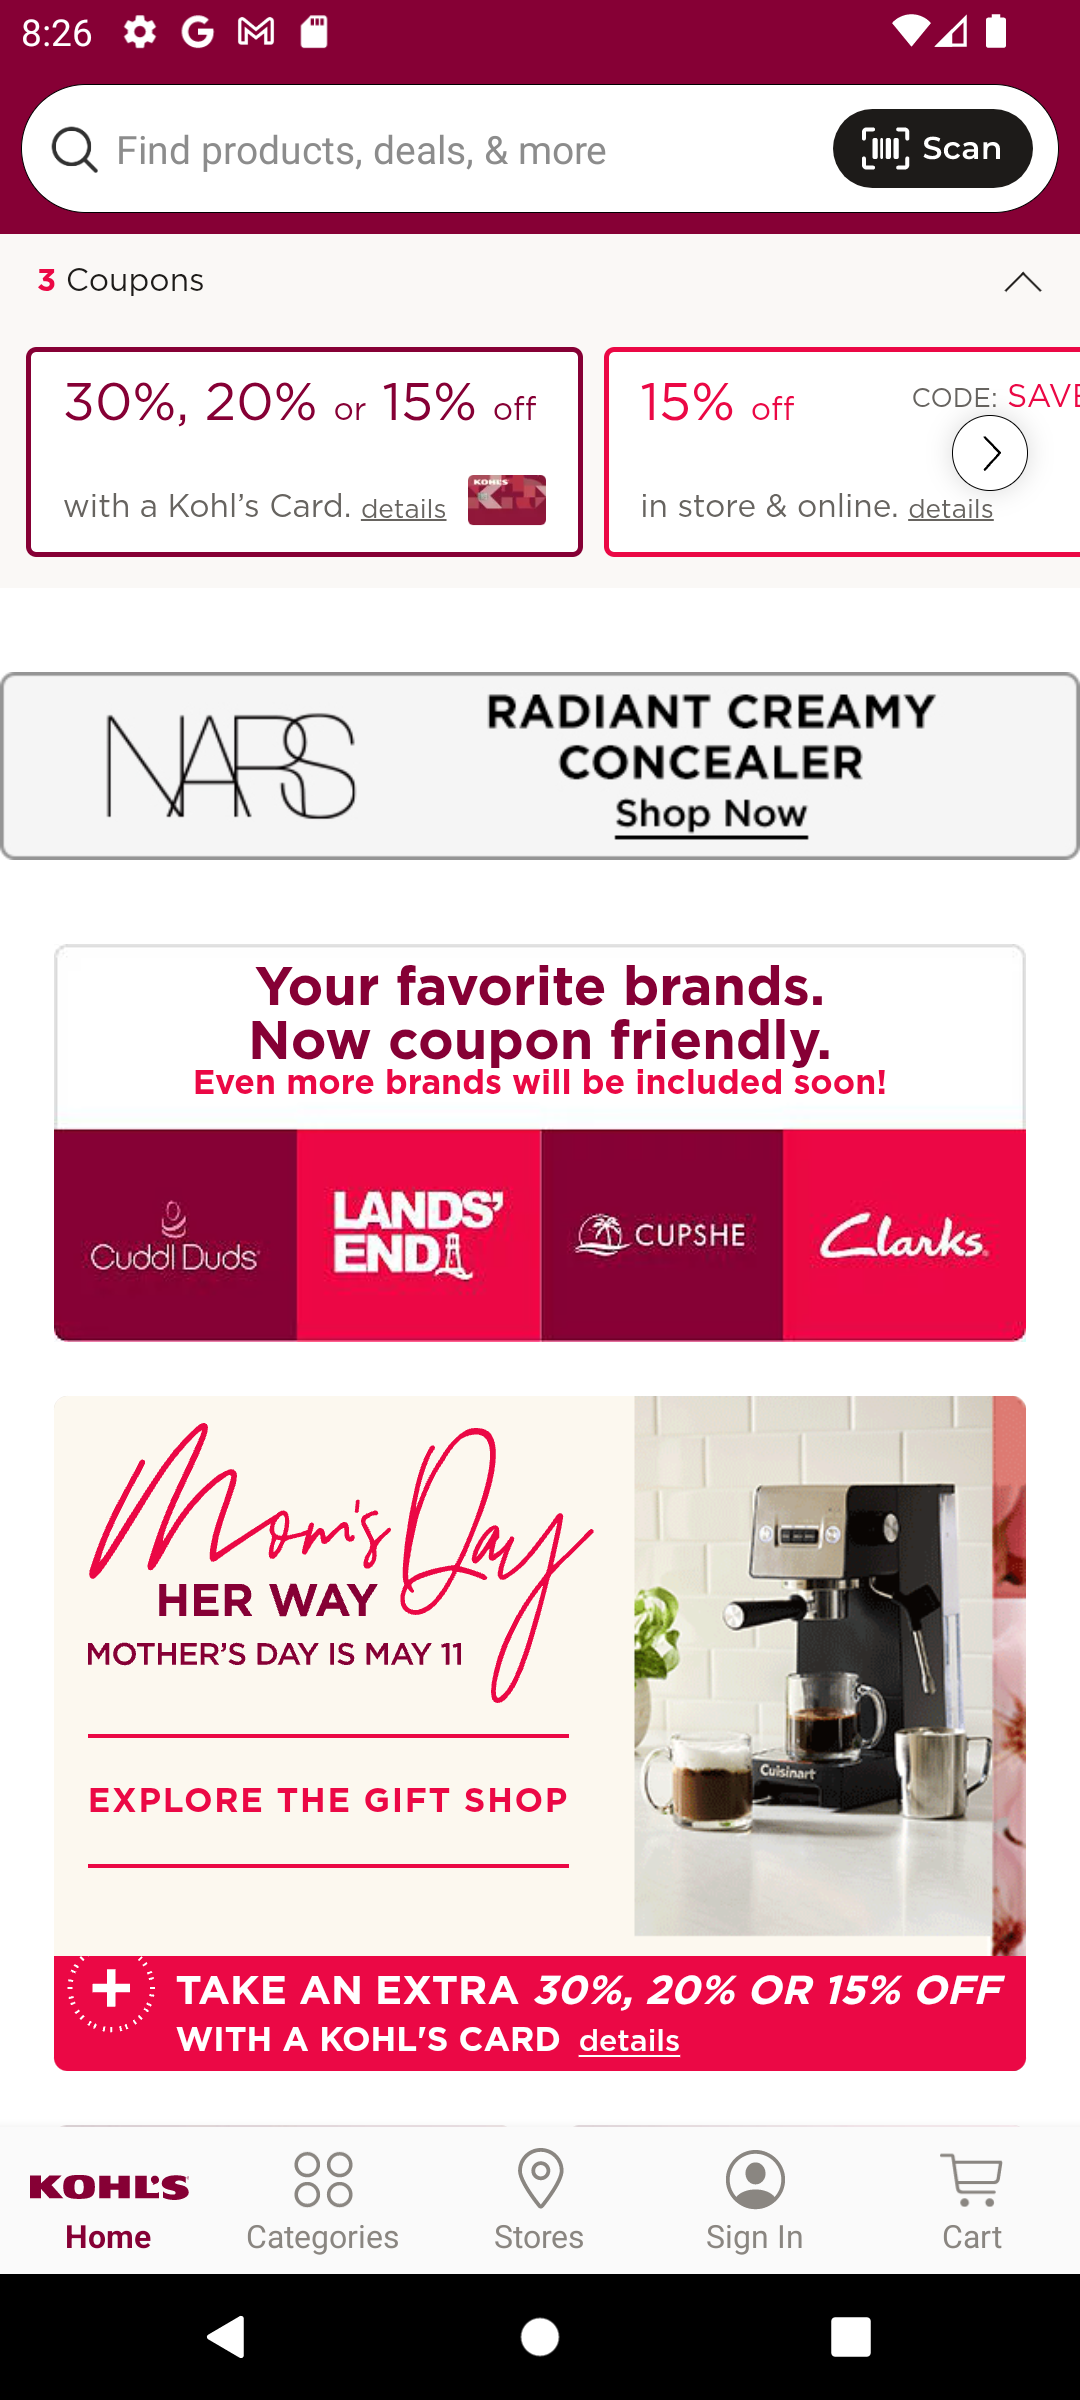 8:26
Find products, deals, & more
Scan
3 Coupons
30%, 20% or 15% off
with a Kohl's Card. details
KOHL'S
15% off
CODE: SAVE
in store & online. details
NARS
RADIANT CREAMY
CONCEALER
Shop Now
Your favorite brands.
Now coupon friendly.
Even more brands will be included soon!
Cuddl Duds
LANDS' END
CUPSHE
Clarks
Mom's Day
HER WAY
MOTHER'S DAY IS MAY 11
EXPLORE THE GIFT SHOP
Cuisinart
TAKE AN EXTRA 30%, 20% OR 15% OFF
WITH A KOHL'S CARD details
KOHL'S
Home
Categories
Stores
Sign In
Cart